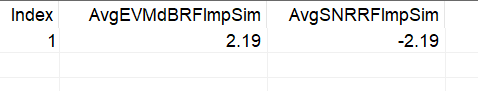 Index AvgEVMdBRFImpSim AvgSNRRFImpSim
1 2.19 -2.19